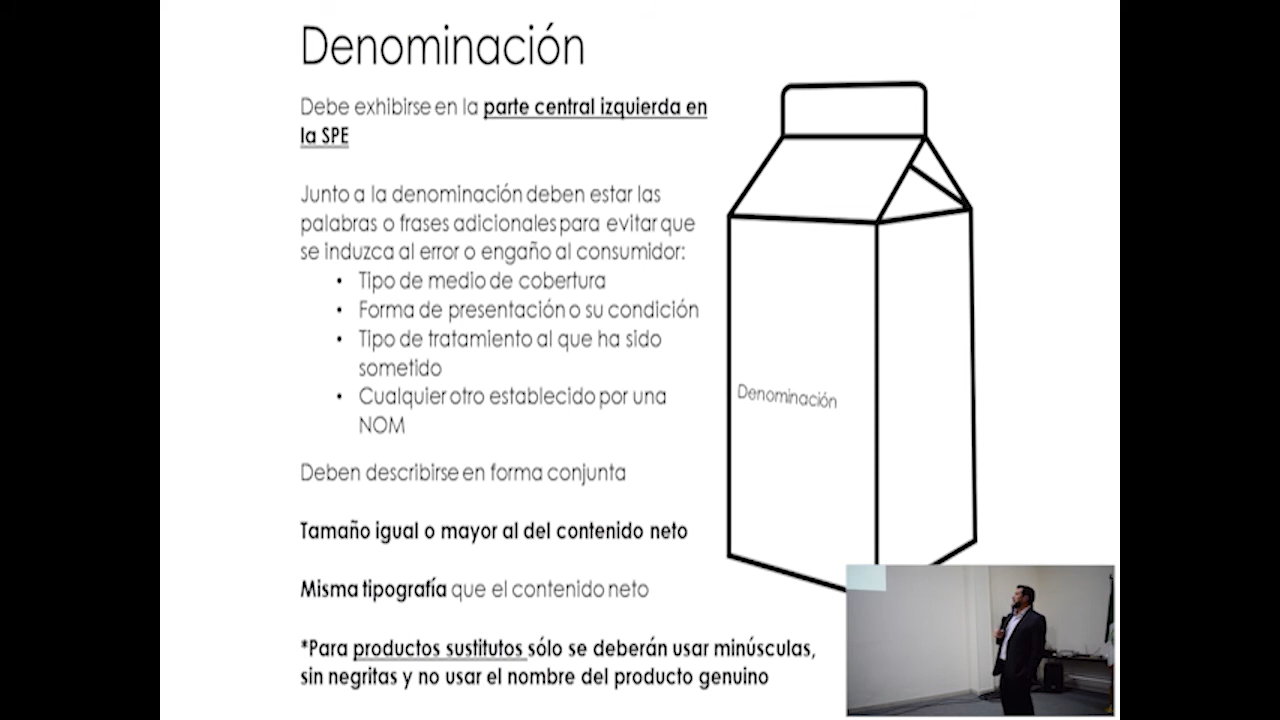 Denominación
Debe exhibirse en la parte central izquierda en
la SPE
Junto a la denominación deben estar las
palabras o frases adicionales para evitar que
se induzca al error o engaño al consumidor:
• Tipo de medio de cobertura
• Forma de presentación o su condición
• Tipo de tratamiento al que ha sido
sometido
• Cualquier otro establecido por una
NOM
Denominación
Deben describirse en forma conjunta
Tamaño igual o mayor al del contenido neto
Misma tipografía que el contenido neto
*Para productos sustitutos sólo se deberán usar minúsculas,
sin negritas y no usar el nombre del producto genuino